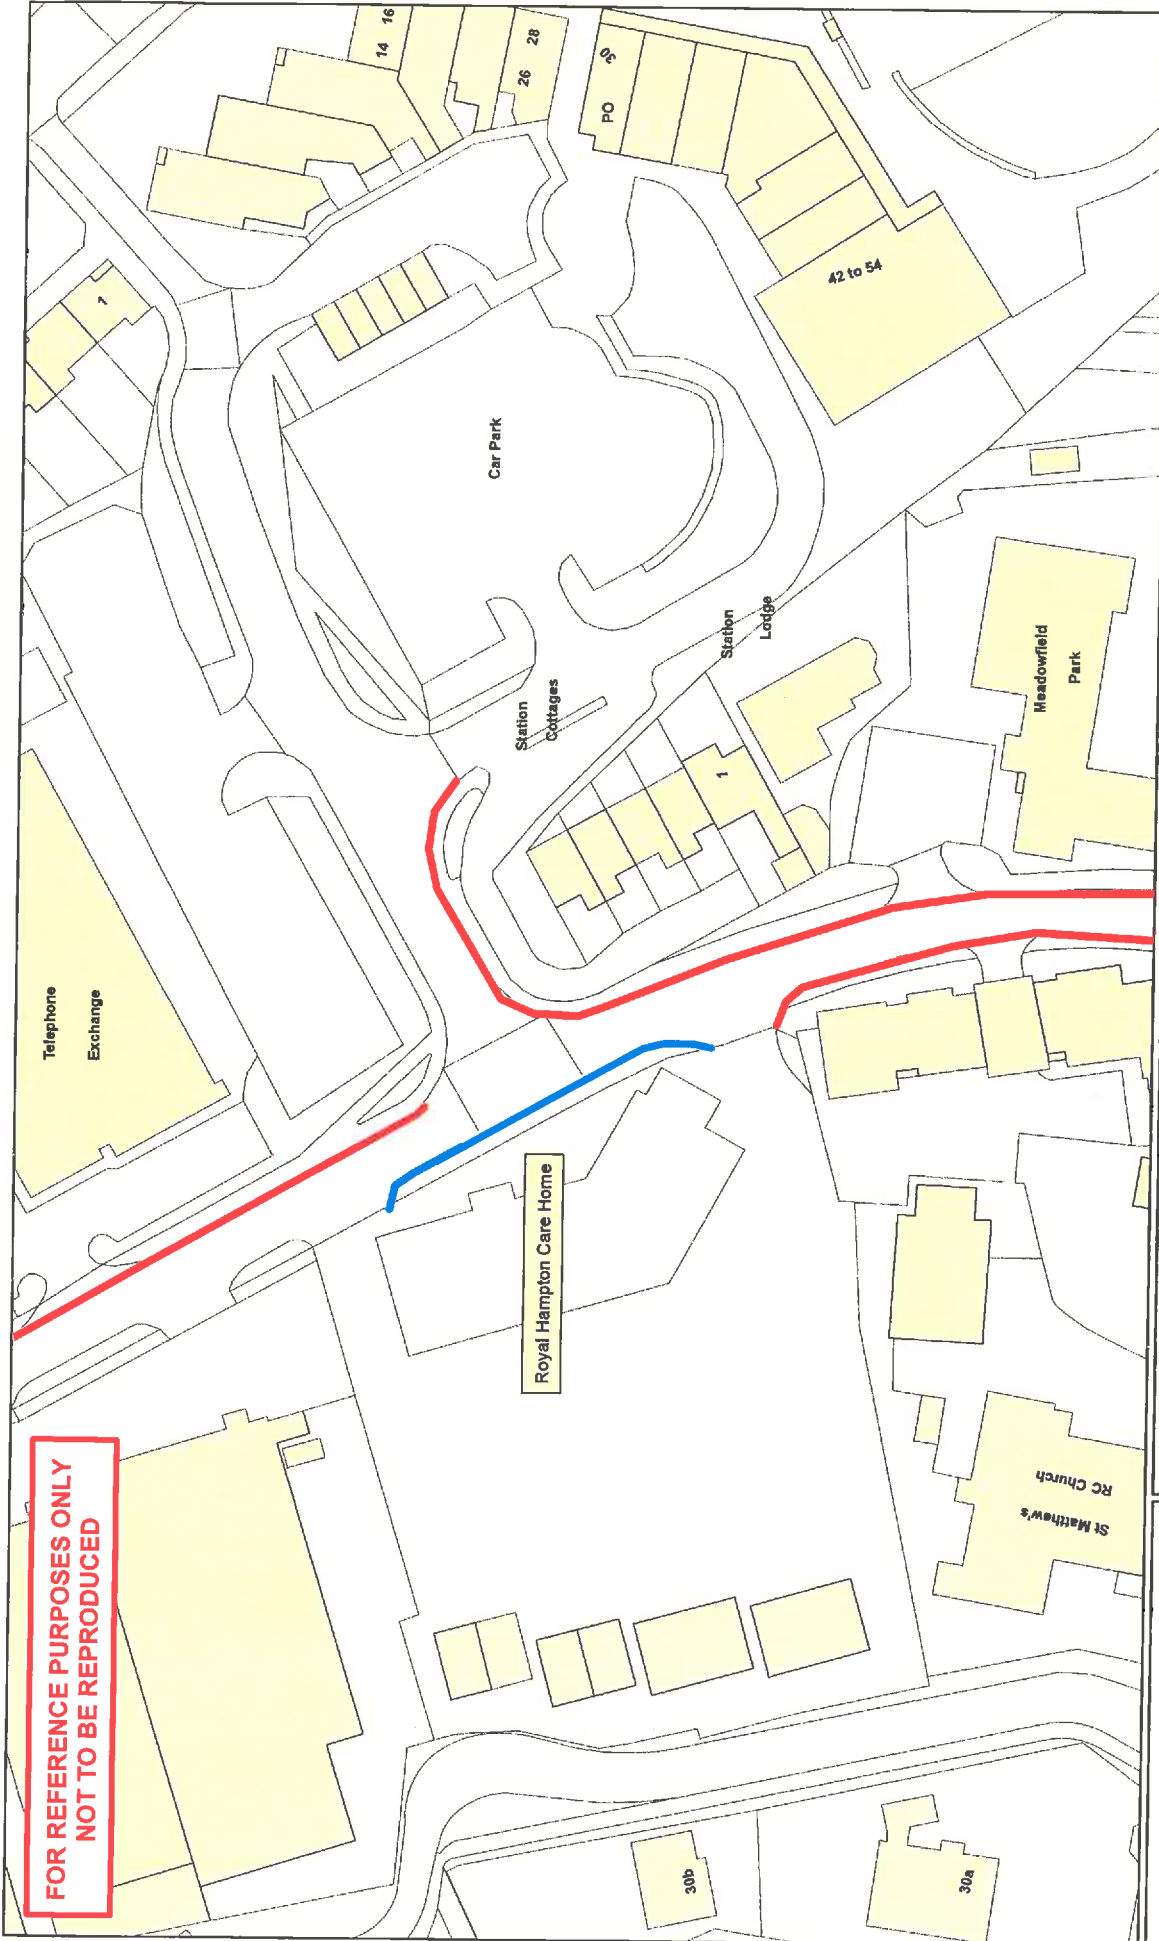 FOR REFERENCE PURPOSES ONLY
NOT TO BE REPRODUCED
Telephone
Exchange
1
14
16
26
28
30
PO
42 to 54
Car Park
Station
Cottages
Station
Lodge
1
Meadowfield
Park
Royal Hampton Care Home
St Matthew's
RC Church
30b
30a